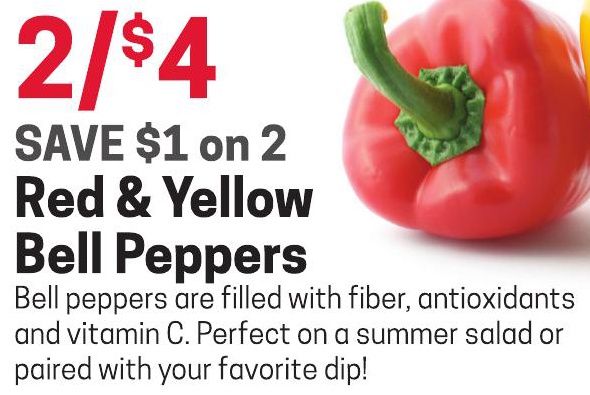 2/$4
SAVE $1 on 2
Red & Yellow
Bell Peppers
Bell peppers are filled with fiber, antioxidants
and vitamin C. Perfect on a summer salad or
paired with your favorite dip!